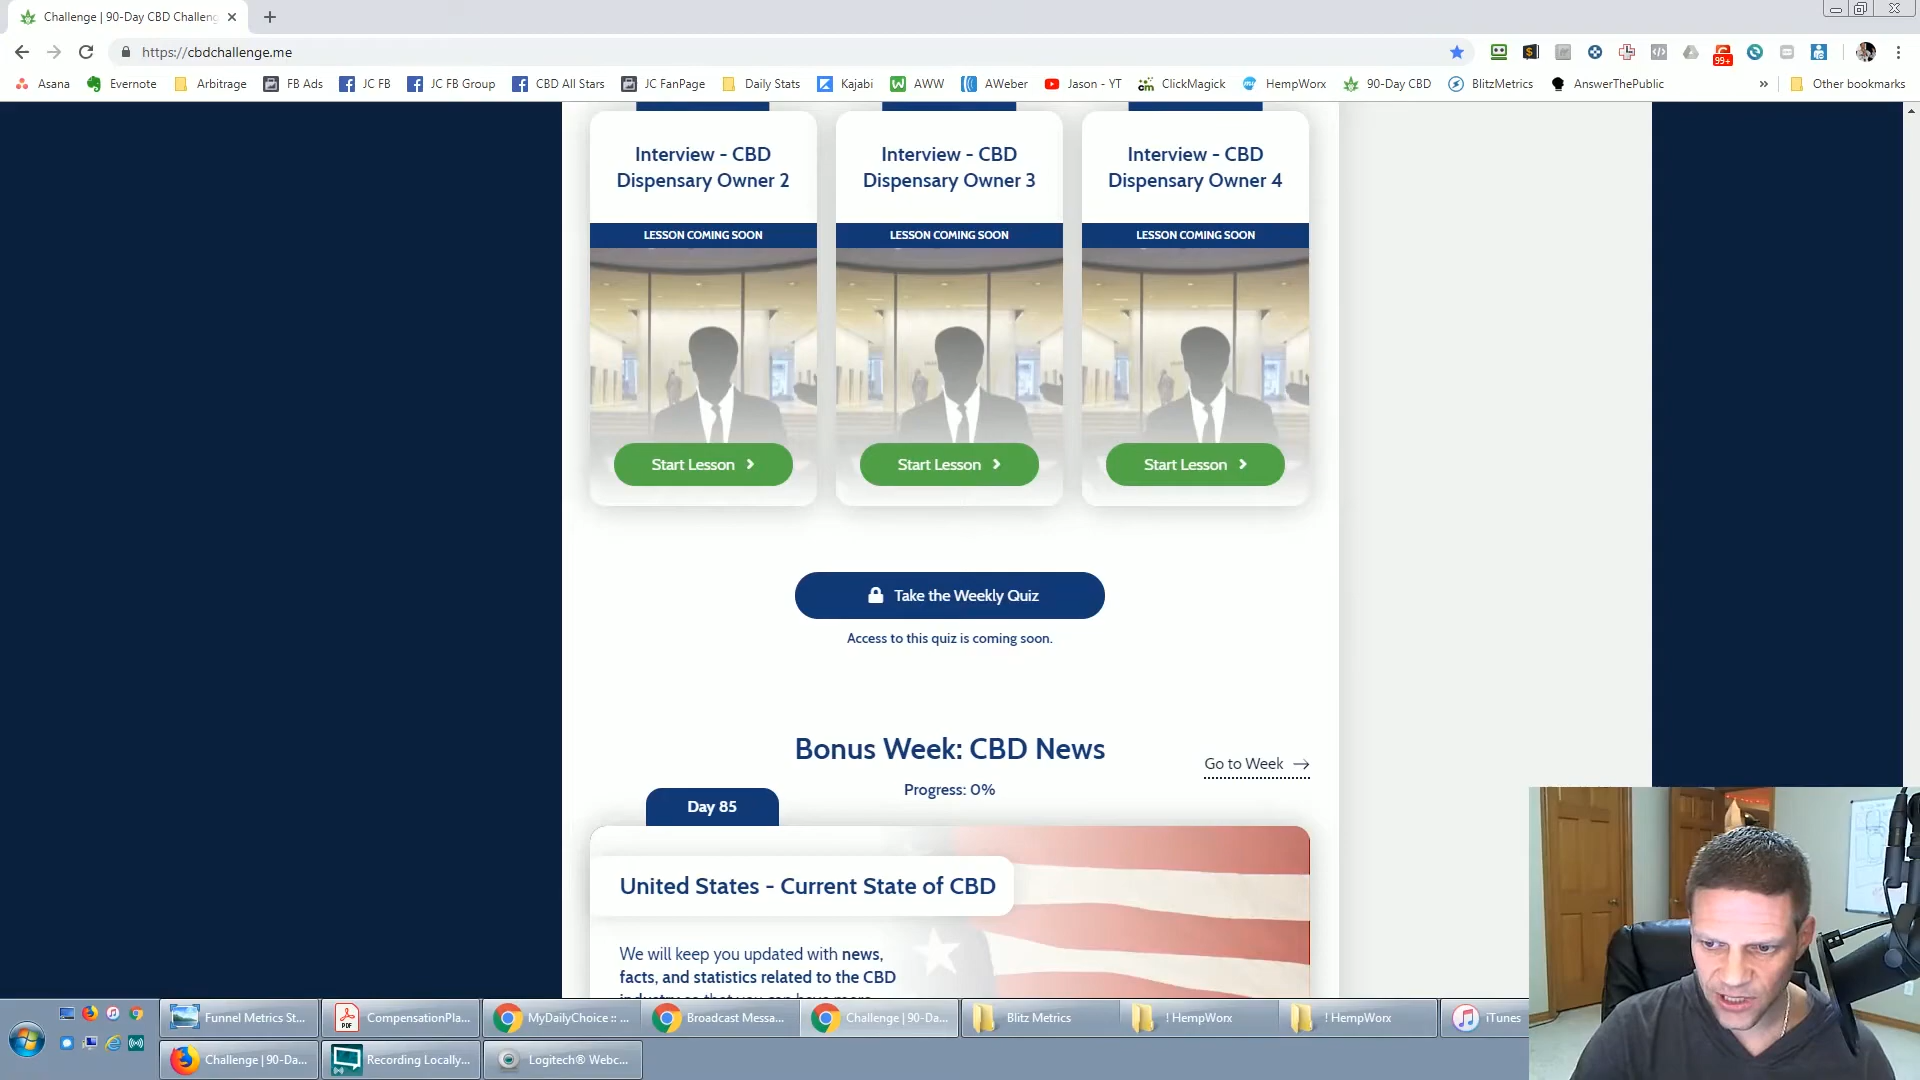 Challenge | 90-Day CBD Challeng
https://cbdchallenge.me
99+
Asana
Evernote
Arbitrage
FB Ads
JC FB
JC FB Group
CBD All Stars
JC FanPage
Daily Stats
Kajabi
AWW
AWeber
Jason - YT
ClickMagick
HempWorx
90-Day CBD
BlitzMetrics
AnswerThePublic
»
Other bookmarks
Interview - CBD
Dispensary Owner 2
LESSON COMING SOON
Start Lesson
Interview - CBD
Dispensary Owner 3
LESSON COMING SOON
Start Lesson
Interview - CBD
Dispensary Owner 4
LESSON COMING SOON
Start Lesson
Take the Weekly Quiz
Access to this quiz is coming soon.
Bonus Week: CBD News
Go to Week
Progress: 0%
Day 85
United States - Current State of CBD
We will keep you updated with news,
facts, and statistics related to the CBD
Funnel Metrics St...
CompensationPla...
MyDailyChoice :: ...
Broadcast Messa...
Challenge | 90-Da...
Blitz Metrics
! HempWorx
! HempWorx
iTunes
Challenge | 90-Da...
Recording Locally...
Logitech® Webc...